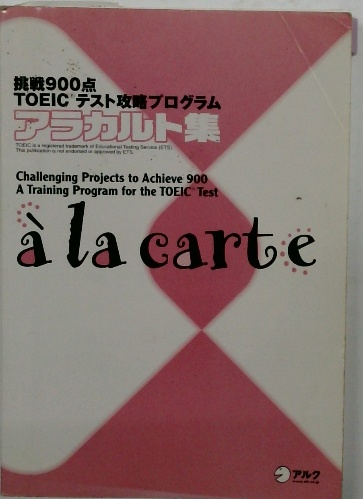 挑戦900点
TOEIC®テスト攻略プログラム
アラカルト集
TOEIC is a registered trademark of Educational Testing Service (ETS).
This publication is not endorsed or approved by ETS.
Challenging Projects to Achieve 900
A Training Program for the TOEIC® Test
à la carte
アルク